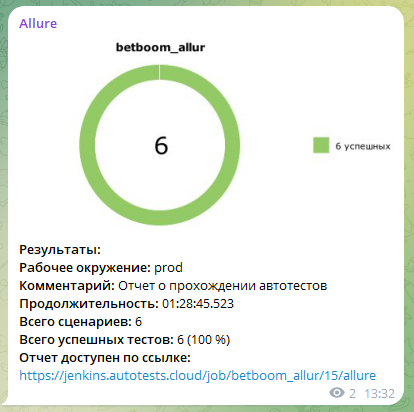 Allure
betboom_allur
6
6 успешных
Результаты:
Рабочее окружение: prod
Комментарий: Отчет о прохождении автотестов
Продолжительность: 01:28:45.523
Всего сценариев: 6
Всего успешных тестов: 6 (100 %)
Отчет доступен по ссылке:
https://jenkins.autotests.cloud/job/betboom_allur/15/allure
2 13:32